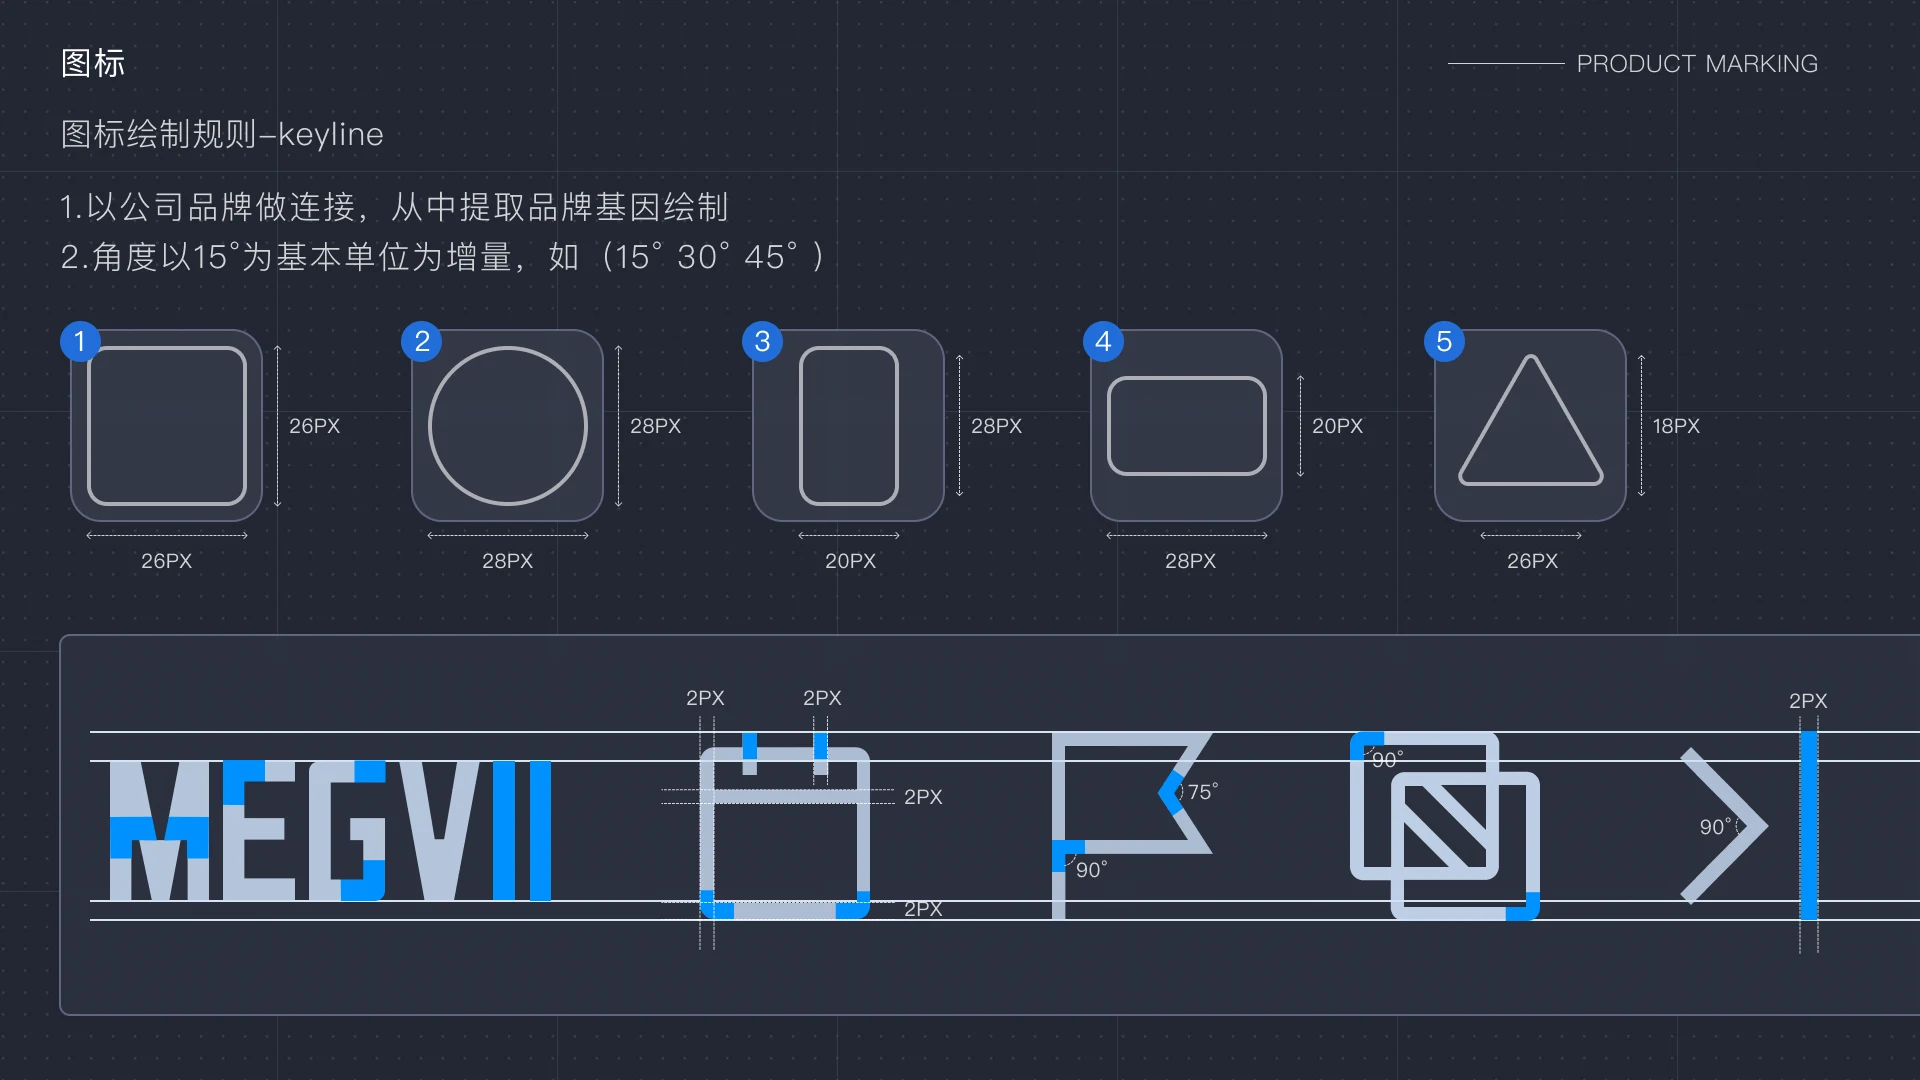 图标
PRODUCT MARKING
图标绘制规则-keyline
1.以公司品牌做连接，从中提取品牌基因绘制
2.角度以15°为基本单位为增量，如（15° 30° 45° ）
1
2
3
4
5
26PX
28PX
28PX
20PX
18PX
26PX
28PX
20PX
28PX
26PX
2PX
2PX
2PX
MEGVII
2PX
2PX
75°
90°
90°
90°